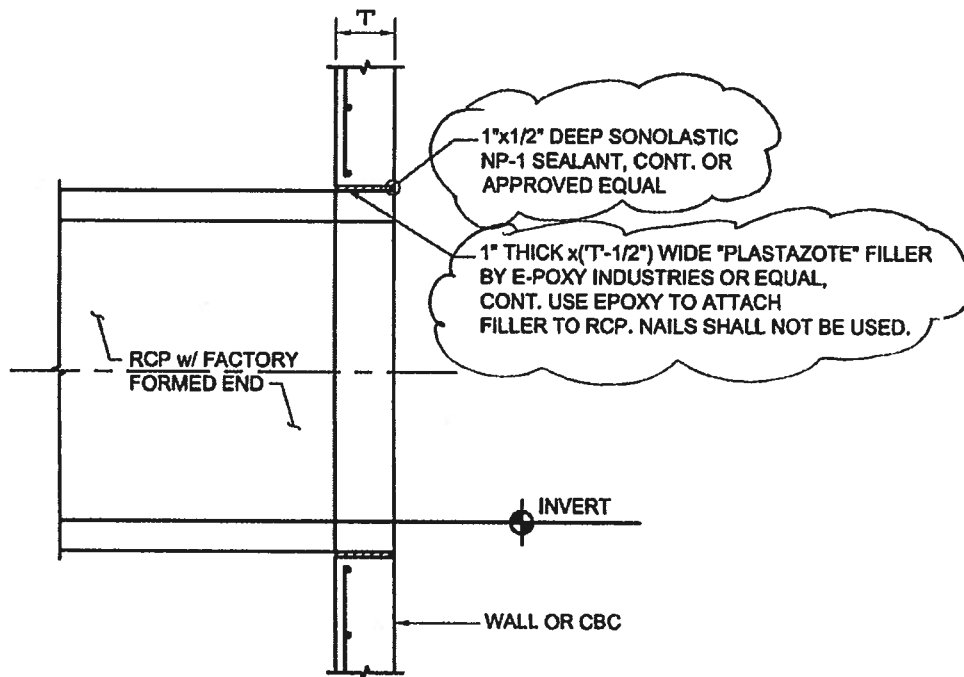 "T"
1"x1/2" DEEP SONOLASTIC
NP-1 SEALANT, CONT. OR
APPROVED EQUAL
1" THICK x("T"-1/2") WIDE "PLASTAZOTE" FILLER
BY E-POXY INDUSTRIES OR EQUAL,
CONT. USE EPOXY TO ATTACH
FILLER TO RCP. NAILS SHALL NOT BE USED.
RCP w/ FACTORY
FORMED END
INVERT
WALL OR CBC